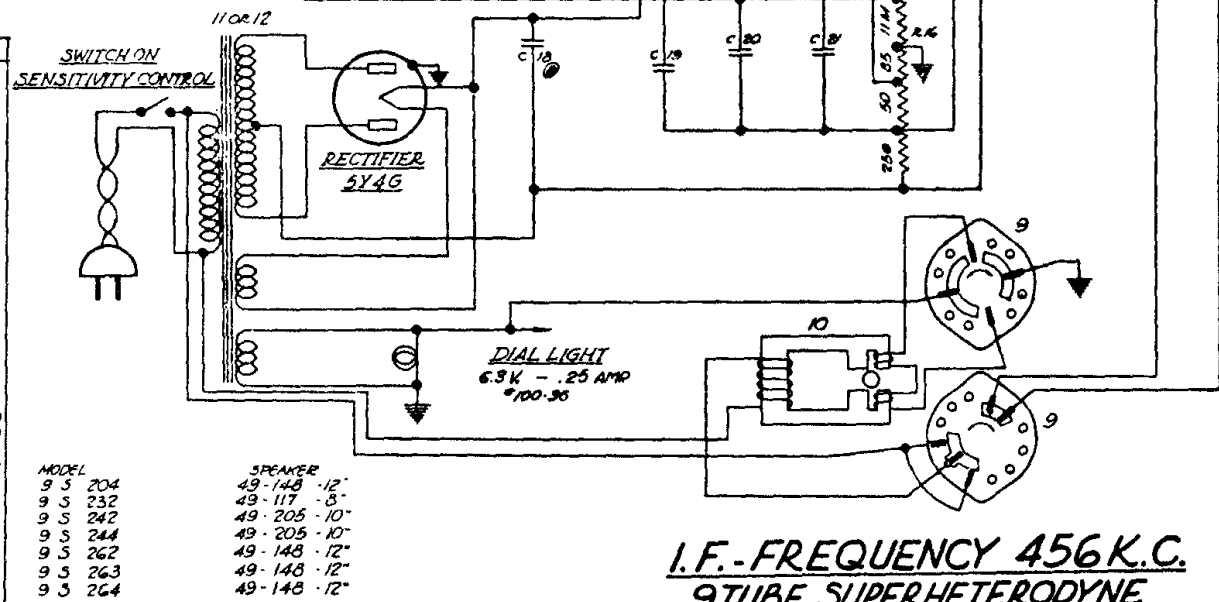 11 OR 12
SWITCH ON
SENSITIVITY CONTROL
RECTIFIER
5Y4G
C 18
C 19
C 20
C 21
11M
R16
85
50
250
9
10
DIAL LIGHT
6.3V. - .25 AMP
#100-36
9
MODEL SPEAKER
9 S 204 49-148 -12"
9 S 232 49-117 -8"
9 S 242 49-205 -10"
9 S 244 49-205 -10"
9 S 262 49-148 -12"
9 S 263 49-148 -12"
9 S 264 49-148 -12"
I.F.-FREQUENCY 456 K.C.
9 TUBE SUPERHETERODYNE